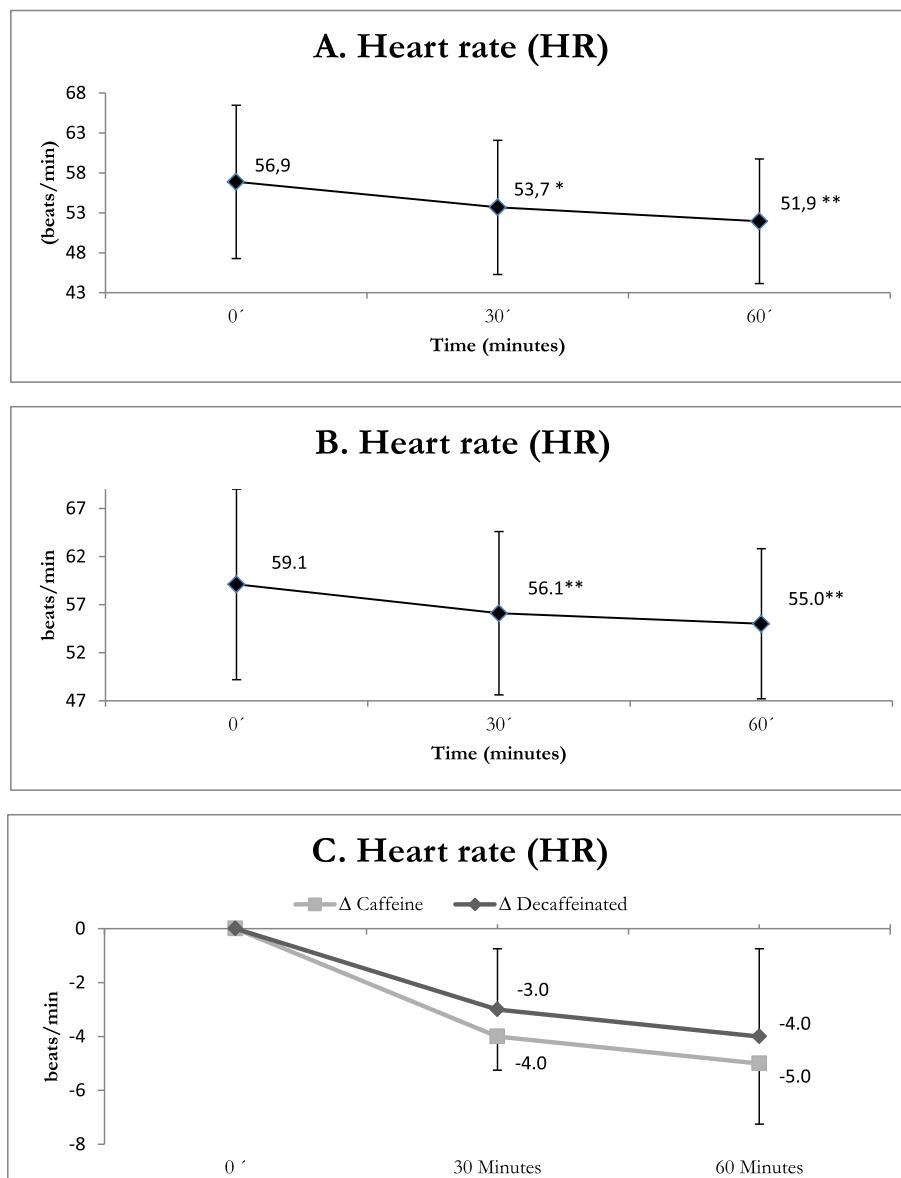 A. Heart rate (HR)
68
63
58
53
48
43
(beats/min)
56,9
53,7 *
51,9 **
0´
30´
60´
Time (minutes)
B. Heart rate (HR)
67
62
57
52
47
beats/min
59.1
56.1**
55.0**
0´
30´
60´
Time (minutes)
C. Heart rate (HR)
Δ Caffeine
Δ Decaffeinated
0
-2
-4
-6
-8
beats/min
-3.0
-4.0
-4.0
-5.0
0 ´
30 Minutes
60 Minutes